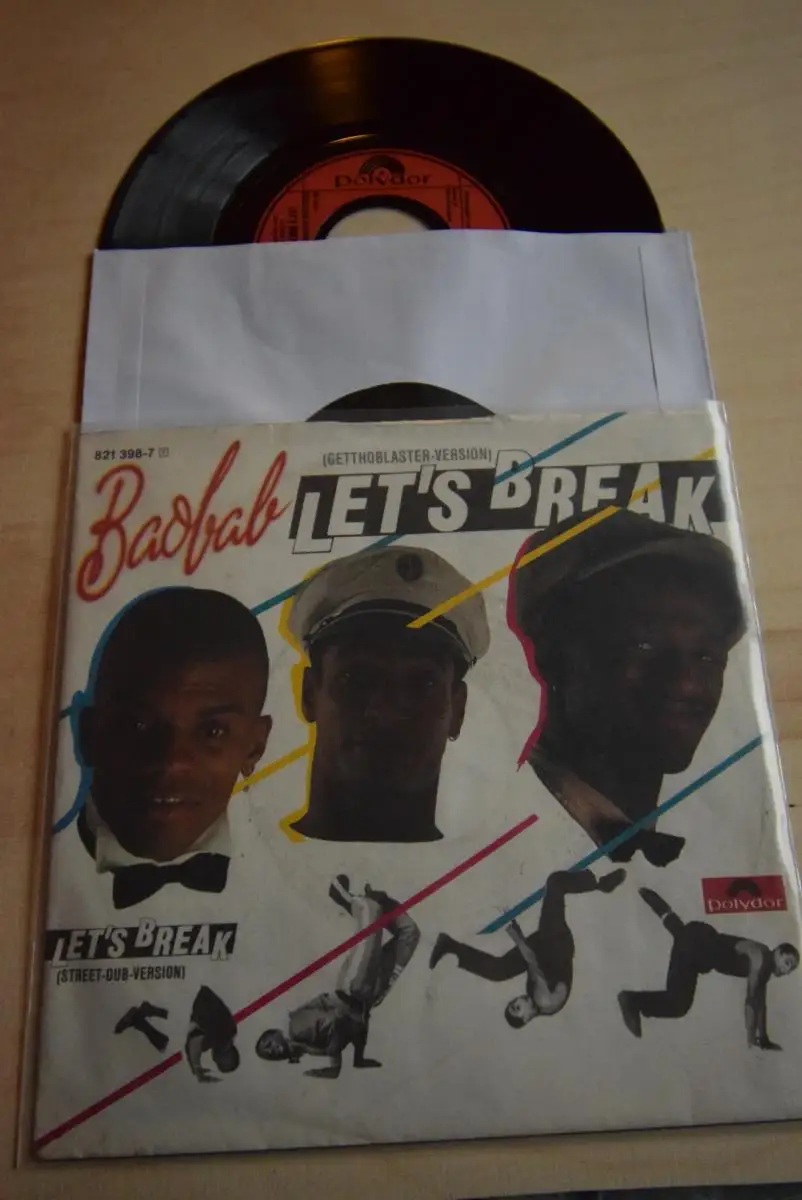 polydor
821 398-7
Baobab
(GETTHOBLASTER-VERSION)
LET'S BREAK
polydor
LET'S BREAK
(STREET-DUB-VERSION)